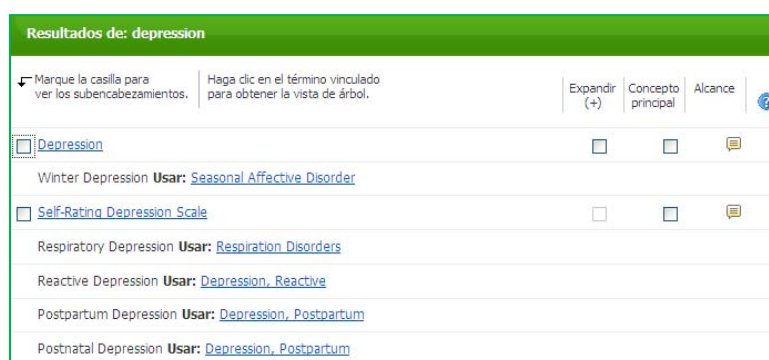 Resultados de: depression
Marque la casilla para
ver los subencabezamientos.
Haga clic en el término vinculado
para obtener la vista de árbol.
Expandir
(+)
Concepto
principal
Alcance
?
Depression
Winter Depression Usar: Seasonal Affective Disorder
Self-Rating Depression Scale
Respiratory Depression Usar: Respiration Disorders
Reactive Depression Usar: Depression, Reactive
Postpartum Depression Usar: Depression, Postpartum
Postnatal Depression Usar: Depression, Postpartum